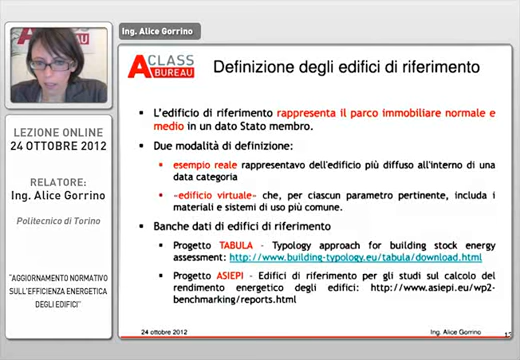 Ing. Alice Gorrino
A CLASS
BUREAU
Definizione degli edifici di riferimento
LEZIONE ONLINE
24 OTTOBRE 2012
RELATORE:
Ing. Alice Gorrino
Politecnico di Torino
"AGGIORNAMENTO NORMATIVO
SULL'EFFICIENZA ENERGETICA
DEGLI EDIFICI"
▪ L'edificio di riferimento rappresenta il parco immobiliare normale e
medio in un dato Stato membro.
▪ Due modalità di definizione:
➔ esempio reale rappresentavo dell'edificio più diffuso all'interno di una
data categoria
➔ «edificio virtuale» che, per ciascun parametro pertinente, includa i
materiali e sistemi di uso più comune.
▪ Banche dati di edifici di riferimento
▪ Progetto TABULA - Typology approach for building stock energy
assessment: http://www.building-typology.eu/tabula/download.html
▪ Progetto ASIEPI - Edifici di riferimento per gli studi sul calcolo del
rendimento energetico degli edifici: http://www.asiepi.eu/wp2-
benchmarking/reports.html
24 ottobre 2012
Ing. Alice Gorrino